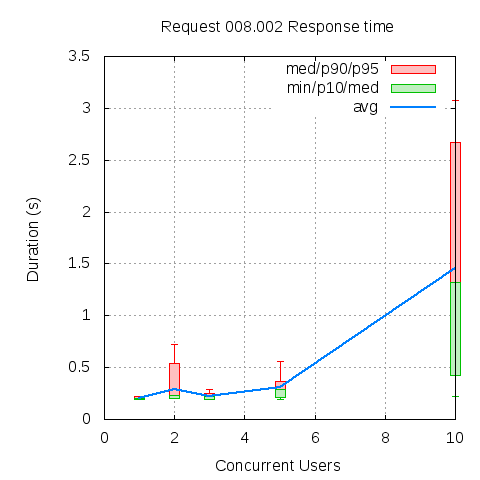 Request 008.002 Response time
med/p90/p95
min/p10/med
avg
Duration (s)
3.5
3
2.5
2
1.5
1
0.5
0
0 2 4 6 8 10
Concurrent Users